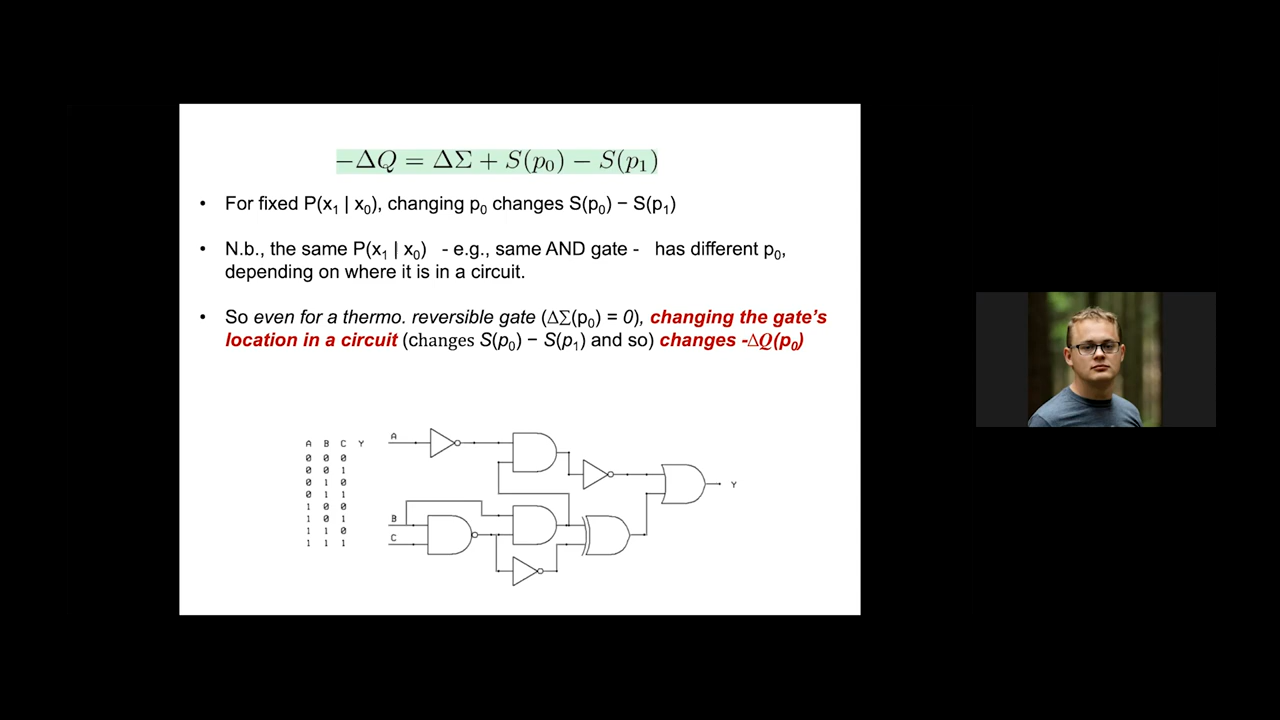 −ΔQ = ΔΣ + S(p₀) − S(p₁)
• For fixed P(x₁ | x₀), changing p₀ changes S(p₀) − S(p₁)
• N.b., the same P(x₁ | x₀) - e.g., same AND gate - has different p₀,
depending on where it is in a circuit.
• So even for a thermo. reversible gate (ΔΣ(p₀) = 0), changing the gate’s
location in a circuit (changes S(p₀) − S(p₁) and so) changes -ΔQ(p₀)
A B C Y
0 0 0
0 0 1
0 1 0
0 1 1
1 0 0
1 0 1
1 1 0
1 1 1
A
B
C
Y